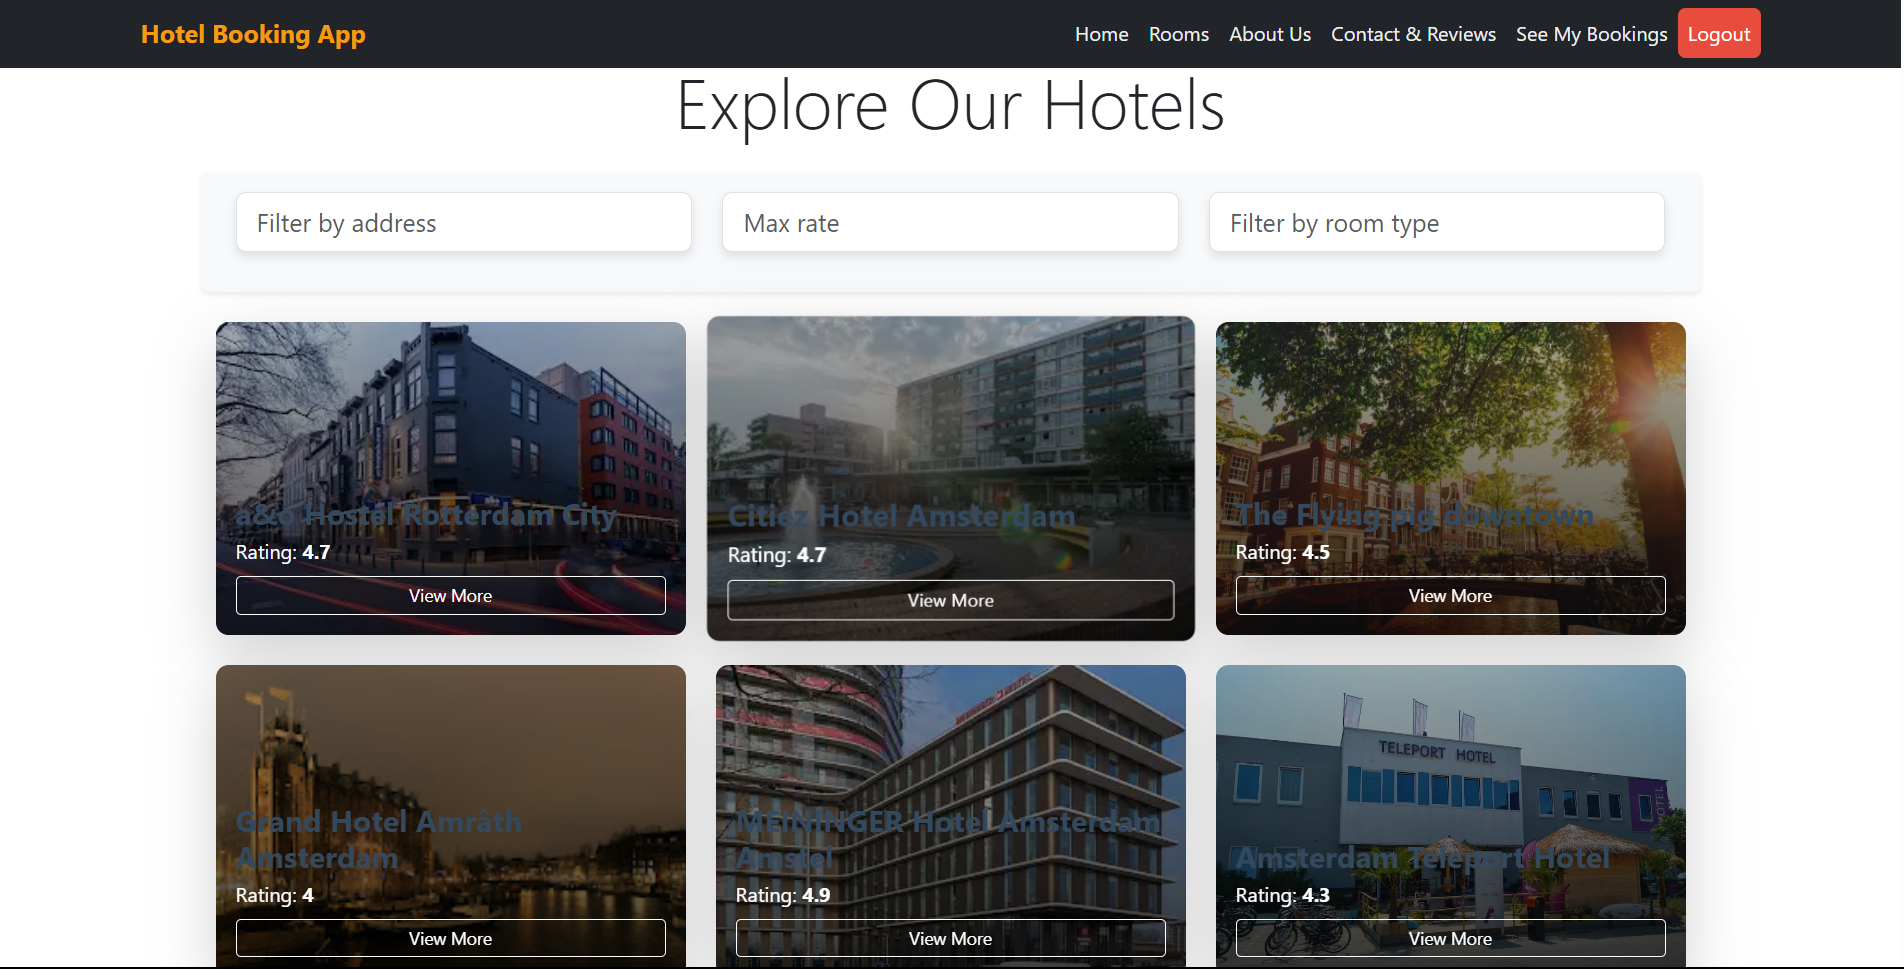 Hotel Booking App
Home Rooms About Us Contact & Reviews See My Bookings Logout
Explore Our Hotels
Filter by address Max rate Filter by room type
a&o Hostel Rotterdam City
Rating: 4.7
View More
Citiez Hotel Amsterdam
Rating: 4.7
View More
The Flying pig downtown
Rating: 4.5
View More
Grand Hotel Amrâth
Amsterdam
Rating: 4
View More
MEININGER Hotel Amsterdam
Amstel
Rating: 4.9
View More
TELEPORT HOTEL
HOTEL
Amsterdam Teleport Hotel
Rating: 4.3
View More